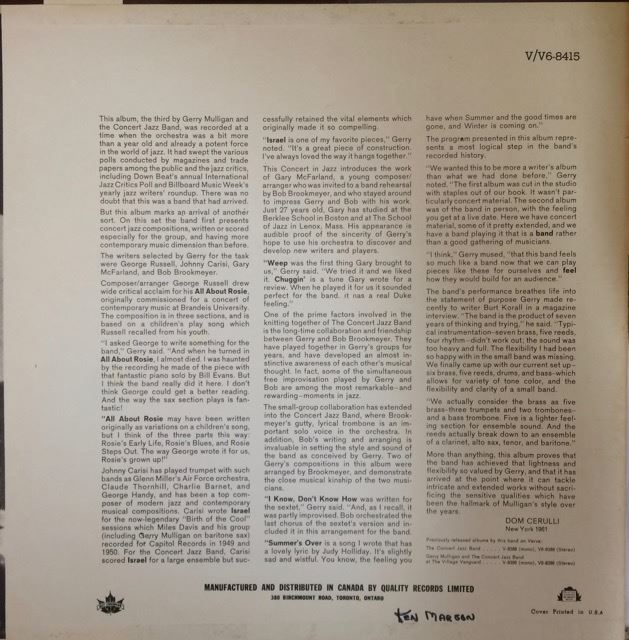 V/V6-8415
This album, the third by Gerry Mulligan and
the Concert Jazz Band, was recorded at
a time when the orchestra was a bit more
than a year old and already a potent force
in the world of jazz. It had swept the various
polls conducted by magazines and trade
papers among the public and the jazz critics,
including Down Beat's annual International
Jazz Critics Poll and Billboard Music Week's
yearly jazz writers' roundup. There was no
doubt that this was a band that had arrived.
But this album marks an arrival of another
sort. On this set the band first presents
concert jazz compositions, written or scored
especially for the group, and having more
contemporary music dimension than before.
The writers selected by Gerry for the task
were George Russell, Johnny Carisi, Gary
McFarland, and Bob Brookmeyer.
Composer/arranger George Russell drew
wide critical acclaim for his All About Rosie,
originally commissioned for a concert of
contemporary music at Brandeis University.
The composition is in three sections, and is
based on a children's play song which
Russell recalled from his youth.
"I asked George to write something for the
band," Gerry said. "And when he turned in
All About Rosie, I almost died. I was haunted
by the recording he made of the piece with
that fantastic piano solo by Bill Evans. But
I think the band really did it here. I don't
think George could get a better reading.
And the way the sax section plays is fan-
tastic!
"All About Rosie may have been written
originally as variations on a children's song,
but I think of the three parts this way:
Rosie's Early Life, Rosie's Blues, and Rosie
Steps Out. The way George wrote it for us,
Rosie's grown up!"
Johnny Carisi has played trumpet with such
bands as Glenn Miller's Air Force orchestra,
Claude Thornhill, Charlie Barnet, and
George Handy, and has been a top com-
poser of modern jazz and contemporary
musical compositions. Carisi wrote Israel
for the now-legendary "Birth of the Cool"
sessions which Miles Davis and his group
(including Gerry Mulligan on baritone sax)
recorded for Capitol Records in 1949 and
1950. For the Concert Jazz Band, Carisi
scored Israel for a large ensemble but suc-
cessfully retained the vital elements which
originally made it so compelling.
"Israel is one of my favorite pieces," Gerry
noted. "It's a great piece of construction.
I've always loved the way it hangs together."
This Concert in Jazz introduces the work
of Gary McFarland, a young composer/
arranger who was invited to a band rehearsal
by Bob Brookmeyer, and who stayed around
to impress Gerry and Bob with his work.
Just 27 years old, Gary has studied at the
Berklee School in Boston and at The School
of Jazz in Lenox, Mass. His appearance is
audible proof of the sincerity of Gerry's
hope to use his orchestra to discover and
develop new writers and players.
"Weep was the first thing Gary brought to
us," Gerry said. "We tried it and we liked
it. Chuggin' is a tune Gary wrote for a
review. When he played it for us it sounded
perfect for the band. It has a real Duke
feeling."
One of the prime factors involved in the
knitting together of The Concert Jazz Band
is the long-time collaboration and friendship
between Gerry and Bob Brookmeyer. They
have played together in Gerry's groups for
years, and have developed an almost in-
stinctive awareness of each other's musical
thought. In fact, some of the simultaneous
free improvisation played by Gerry and
Bob are among the most remarkable—and
rewarding—moments in jazz.
The small-group collaboration has extended
into the Concert Jazz Band, where Brook-
meyer's gutty, lyrical trombone is an impor-
tant solo voice in the orchestra. In
addition, Bob's writing and arranging is
invaluable in setting the style and sound of
the band as conceived by Gerry. Two of
Gerry's compositions in this album were
arranged by Brookmeyer, and demonstrate
the close musical kinship of the two musi-
cians.
"I Know, Don't Know How was written for
the sextet," Gerry said. "And, as I recall, it
was partly improvised. Bob orchestrated the
last chorus of the sextet's version and in-
cluded it in this arrangement for the band.
"Summer's Over is a song I wrote that has
a lovely lyric by Judy Holliday. It's slightly
sad and wistful. You know, the feeling you
have when Summer and the good times are
gone, and Winter is coming on."
The program presented in this album repre-
sents a most logical step in the band's
recorded history.
"We wanted this to be more a writer's album
than what we had done before," Gerry
noted. "The first album was cut in the studio
with staples out of our book. It wasn't par-
ticularly concert material. The second album
was of the band in person, with the feeling
you get at a live date. Here we have concert
material, some of it pretty extended, and we
have a band playing it that is a band rather
than a good gathering of musicians.
"I think," Gerry mused, "that this band feels
so much like a band now that we can play
pieces like these for ourselves and feel
how they would build for an audience."
The band's performance breathes life into
the statement of purpose Gerry made re-
cently to writer Burt Korall in a magazine
interview. "The band is the product of seven
years of thinking and trying," he said. "Typi-
cal instrumentation–seven brass, five reeds,
four rhythm–didn't work out; the sound was
too heavy and full. The flexibility I had been
so happy with in the small band was missing.
We finally came up with our current set up—
six brass, five reeds, drums, and bass–which
allows for variety of tone color, and the
flexibility and clarity of a small band.
"We actually consider the brass as five
brass–three trumpets and two trombones–
and a bass trombone. Five is a lighter feel-
ing section for ensemble sound. And the
reeds actually break down to an ensemble
of a clarinet, alto sax, tenor, and baritone."
More than anything, this album proves that
the band has achieved that lightness and
flexibility so valued by Gerry, and that it has
arrived at the point where it can tackle
intricate and extended works without sacri-
ficing the sensitive qualities which have
been the hallmark of Mulligan's style over
the years.
DOM CERULLI
New York 1961
Previously released albums by this band on Verve:
The Concert Jazz Band . . . . . V-8388 (mono), V6-8388 (Stereo)
Gerry Mulligan and The Concert Jazz Band
at The Village Vanguard . . . . . V-8396 (mono), V6-8396 (Stereo)
MANUFACTURED AND DISTRIBUTED IN CANADA BY QUALITY RECORDS LIMITED
380 BIRCHMOUNT ROAD, TORONTO, ONTARIO
Cover Printed in U.S.A
KEN MARSON